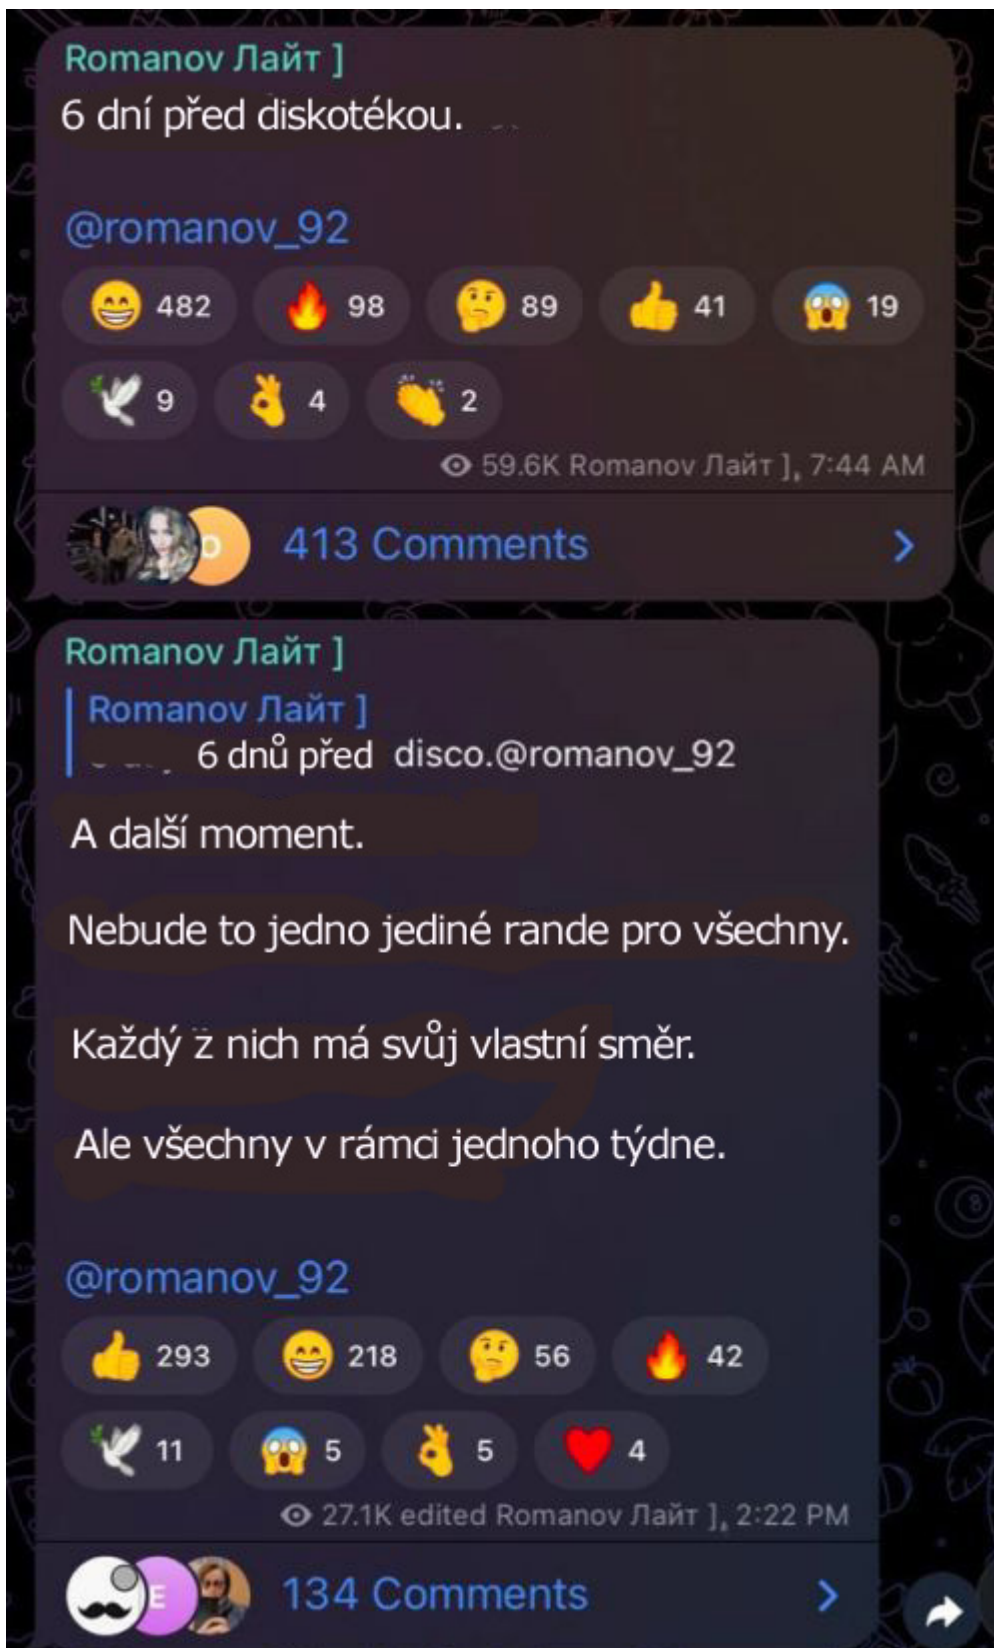 Romanov Лайт ]
6 dní před diskotékou.
@romanov_92
482 98 89 41 19
9 4 2
59.6K Romanov Лайт ], 7:44 AM
413 Comments
Romanov Лайт ]
Romanov Лайт ]
6 dnů před disco.@romanov_92
A další moment.
Nebude to jedno jediné rande pro všechny.
Každý z nich má svůj vlastní směr.
Ale všechny v rámci jednoho týdne.
@romanov_92
293 218 56 42
11 5 5 4
27.1K edited Romanov Лайт ], 2:22 PM
E
134 Comments